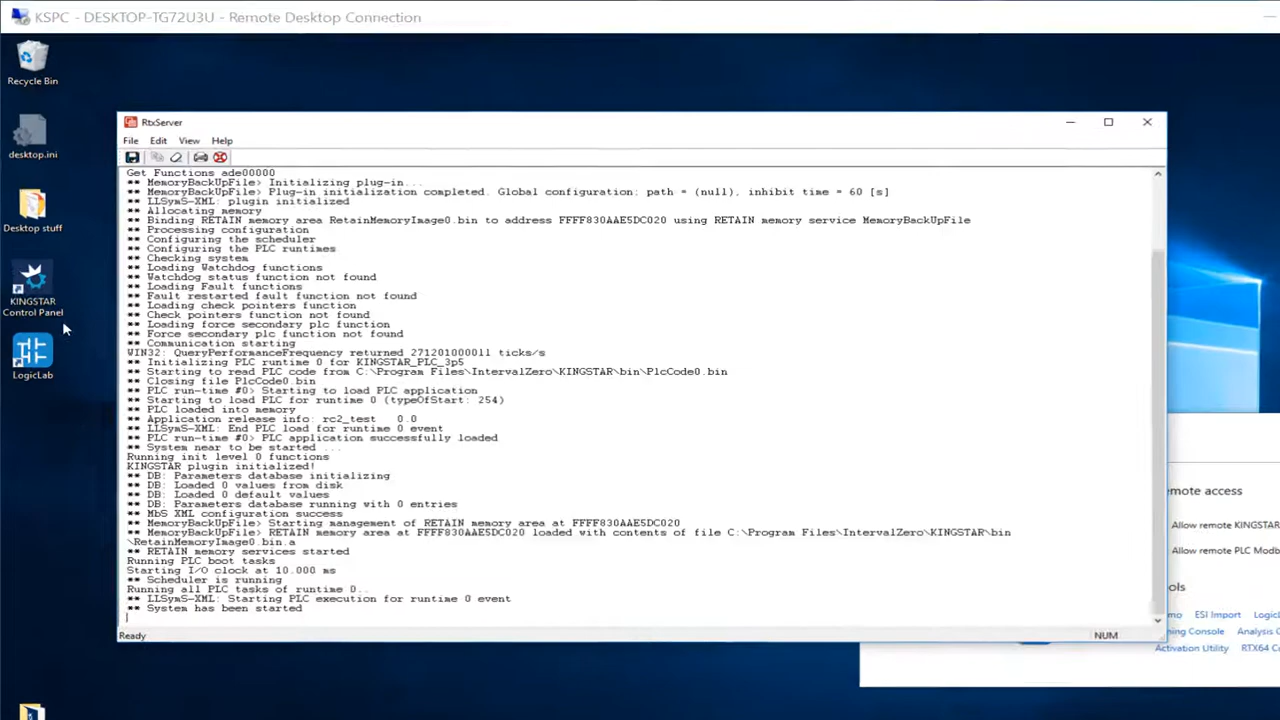 KSPC - DESKTOP-TG72U3U - Remote Desktop Connection
Recycle Bin
desktop.ini
Desktop stuff
KINGSTAR
Control Panel
LogicLab
RtxServer
File Edit View Help
Get Functions ade00000
** MemoryBackUpFile> Initializing plug-in...
** MemoryBackUpFile> Plug-in initialization completed. Global configuration: path = (null), inhibit time = 60 [s]
** LLSymS-XML: plugin initialized
** Allocating memory
** Binding RETAIN memory area RetainMemoryImage0.bin to address FFFF830AAE5DC020 using RETAIN memory service MemoryBackUpFile
** Processing configuration
** Configuring the scheduler
** Configuring the PLC runtimes
** Checking system
** Loading Watchdog functions
** Watchdog status function not found
** Loading Fault functions
** Fault restarted fault function not found
** Loading check pointers function
** Check pointers function not found
** Loading force secondary plc function
** Force secondary plc function not found
** Communication starting
WIN32: QueryPerformanceFrequency returned 271201000011 ticks/s
** Initializing PLC runtime 0 for KINGSTAR_PLC_3p5
** Starting to read PLC code from C:\Program Files\IntervalZero\KINGSTAR\bin\PlcCode0.bin
** Closing file PlcCode0.bin
** PLC run-time #0> Starting to load PLC application
** Starting to load PLC for runtime 0 (typeOfStart: 254)
** PLC loaded into memory
** Application release info: rc2_test 0.0
** LLSymS-XML: End PLC load for runtime 0 event
** PLC run-time #0> PLC application successfully loaded
** System near to be started ...
Running init level 0 functions
KINGSTAR plugin initialized!
** DB: Parameters database initializing
** DB: Loaded 0 values from disk
** DB: Loaded 0 default values
** DB: Parameters database running with 0 entries
** MbS XML configuration success
** MemoryBackUpFile> Starting management of RETAIN memory area at FFFF830AAE5DC020
** MemoryBackUpFile> RETAIN memory area at FFFF830AAE5DC020 loaded with contents of file C:\Program Files\IntervalZero\KINGSTAR\bin
\RetainMemoryImage0.bin.a
** RETAIN memory services started
Running PLC boot tasks
Starting I/O clock at 10.000 ms
** Scheduler is running
Running all PLC tasks of runtime 0..
** LLSymS-XML: Starting PLC execution for runtime 0 event
** System has been started
Ready NUM
emote access
Allow remote KINGSTAR
Allow remote PLC Modb
ols
mo ESI Import LogicL
ning Console Analysis C
Activation Utility RTX64 Co